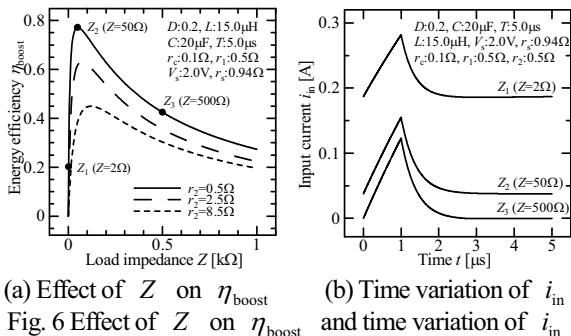 Energy efficiency ηboost
0.8
0.6
0.4
0.2
0
0
0.5
1
Load impedance Z [kΩ]
Z2 (Z=50Ω)
D:0.2, L:15.0μH
C:20μF, T:5.0μs
rc:0.1Ω, r1:0.5Ω
Vs:2.0V, rs:0.94Ω
Z3 (Z=500Ω)
Z1 (Z=2Ω)
r2=0.5Ω
r2=2.5Ω
r2=8.5Ω
Input current iin [A]
0.3
0.2
0.1
0.0
0
1
2
3
4
5
Time t [μs]
D:0.2, C:20μF, T:5.0μs
L:15.0μH, Vs:2.0V, rs:0.94Ω
rc:0.1Ω, r1:0.5Ω, r2:0.5Ω
Z1 (Z=2Ω)
Z2 (Z=50Ω)
Z3 (Z=500Ω)
(a) Effect of Z on ηboost
(b) Time variation of iin
Fig. 6 Effect of Z on ηboost and time variation of iin